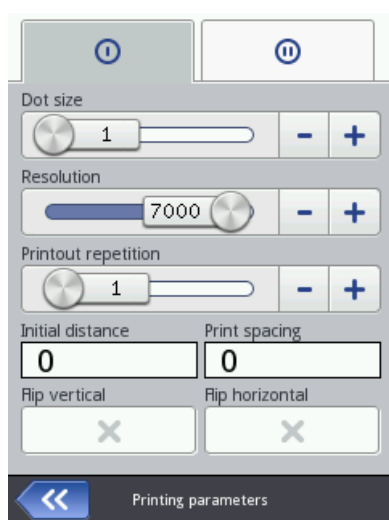 I
II
Dot size
1
Resolution
7000
Printout repetition
1
Initial distance Print spacing
0 0
Flip vertical Flip horizontal
Printing parameters